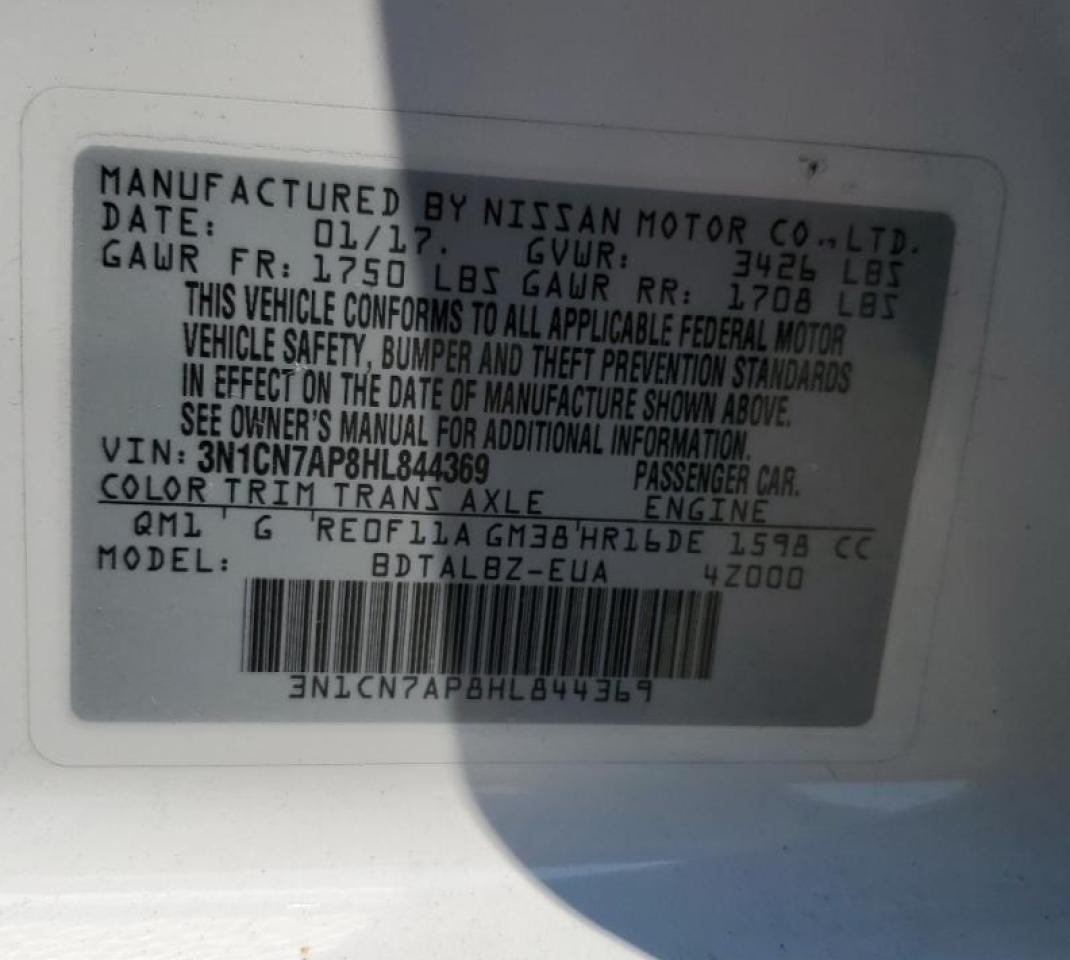 MANUFACTURED BY NISSAN MOTOR CO., LTD.
DATE: 01/17. GVWR: 3426 LBS
GAWR FR: 1750 LBS GAWR RR: 1708 LBS
THIS VEHICLE CONFORMS TO ALL APPLICABLE FEDERAL MOTOR
VEHICLE SAFETY, BUMPER AND THEFT PREVENTION STANDARDS
IN EFFECT ON THE DATE OF MANUFACTURE SHOWN ABOVE.
SEE OWNER'S MANUAL FOR ADDITIONAL INFORMATION.
VIN: 3N1CN7AP8HL844369 PASSENGER CAR.
COLOR TRIM TRANS AXLE ENGINE
QM1 G RE0F11A GM38 HR16DE 1598 CC
MODEL: BDTALBZ-EUA 4Z000
3N1CN7AP8HL844369